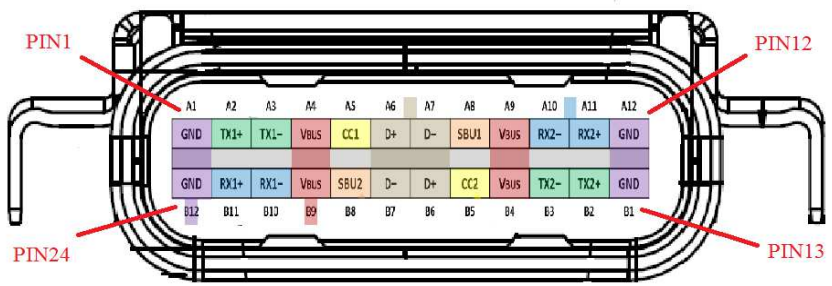 PIN1 PIN12
A1 A2 A3 A4 A5 A6 A7 A8 A9 A10 A11 A12
GND TX1+ TX1− VBUS CC1 D+ D− SBU1 VBUS RX2− RX2+ GND
GND RX1+ RX1− VBUS SBU2 D− D+ CC2 VBUS TX2− TX2+ GND
B12 B11 B10 B9 B8 B7 B6 B5 B4 B3 B2 B1
PIN24 PIN13